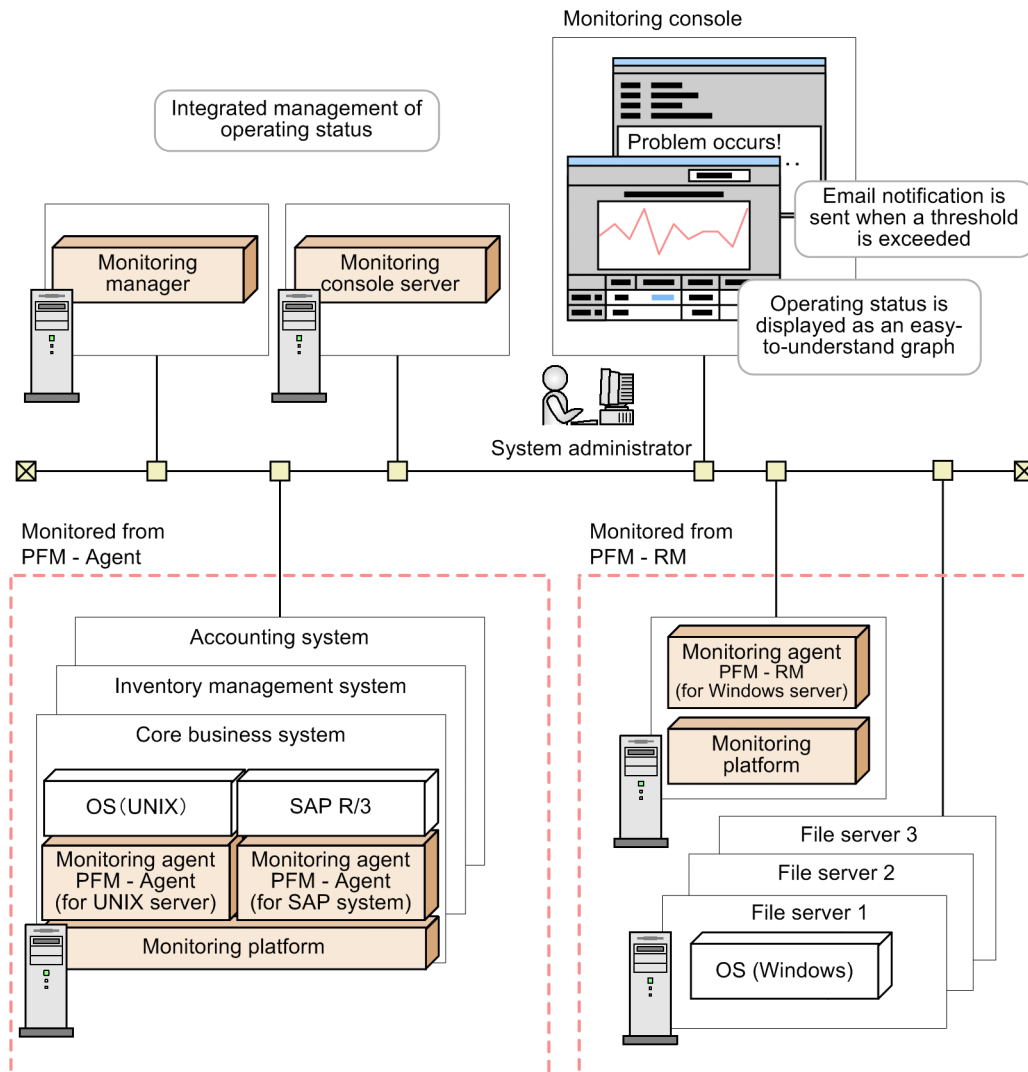 Monitoring console
Integrated management of
operating status
Problem occurs!
..
Email notification is
sent when a threshold
is exceeded
Monitoring
manager
Monitoring
console server
Operating status is
displayed as an easy-
to-understand graph
System administrator
Monitored from
PFM - Agent
Monitored from
PFM - RM
Accounting system
Inventory management system
Core business system
OS（UNIX）
SAP R/3
Monitoring agent
PFM - Agent
(for UNIX server)
Monitoring agent
PFM - Agent
(for SAP system)
Monitoring platform
Monitoring agent
PFM - RM
(for Windows server)
Monitoring
platform
File server 3
File server 2
File server 1
OS (Windows)